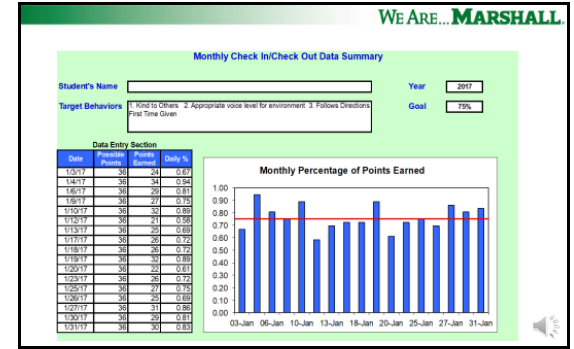 WE ARE...MARSHALL.
Monthly Check In/Check Out Data Summary
Student's Name
Year 2017
Target Behaviors 1. Kind to Others 2. Appropriate voice level for environment 3. Follows Directions
First Time Given
Goal 75%
Data Entry Section
Date Possible Points Points Earned Daily %
1/3/17 36 24 0.67
1/4/17 36 34 0.94
1/6/17 36 29 0.81
1/9/17 36 27 0.75
1/10/17 36 32 0.89
1/12/17 36 21 0.58
1/13/17 36 25 0.69
1/17/17 36 26 0.72
1/18/17 36 26 0.72
1/19/17 36 32 0.89
1/20/17 36 22 0.61
1/23/17 36 26 0.72
1/25/17 36 27 0.75
1/26/17 36 25 0.69
1/27/17 36 31 0.86
1/30/17 36 29 0.81
1/31/17 36 30 0.83
Monthly Percentage of Points Earned
1.00
0.90
0.80
0.70
0.60
0.50
0.40
0.30
0.20
0.10
0.00
03-Jan 06-Jan 10-Jan 13-Jan 18-Jan 20-Jan 25-Jan 27-Jan 31-Jan